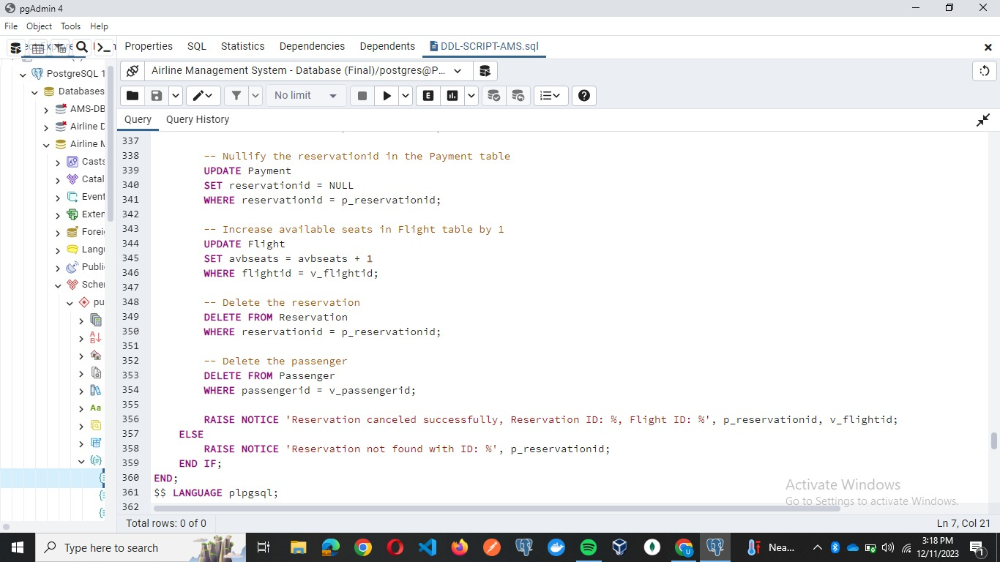 pgAdmin 4
File Object Tools Help
Properties SQL Statistics Dependencies Dependents DDL-SCRIPT-AMS.sql
PostgreSQL 1
Databases
AMS-DB
Airline D
Airline M
Casts
Catal
Event
Exter
Forei
Langu
Publi
Scher
pu
Aa
Airline Management System - Database (Final)/postgres@P...
No limit
E
Query Query History
337
338 -- Nullify the reservationid in the Payment table
339 UPDATE Payment
340 SET reservationid = NULL
341 WHERE reservationid = p_reservationid;
342
343 -- Increase available seats in Flight table by 1
344 UPDATE Flight
345 SET avbseats = avbseats + 1
346 WHERE flightid = v_flightid;
347
348 -- Delete the reservation
349 DELETE FROM Reservation
350 WHERE reservationid = p_reservationid;
351
352 -- Delete the passenger
353 DELETE FROM Passenger
354 WHERE passengerid = v_passengerid;
355
356 RAISE NOTICE 'Reservation canceled successfully, Reservation ID: %, Flight ID: %', p_reservationid, v_flightid;
357 ELSE
358 RAISE NOTICE 'Reservation not found with ID: %', p_reservationid;
359 END IF;
360 END;
361 $$ LANGUAGE plpgsql;
362
Activate Windows
Go to Settings to activate Windows.
Total rows: 0 of 0
Ln 7, Col 21
Type here to search
Nea...
3:18 PM
12/11/2023
1